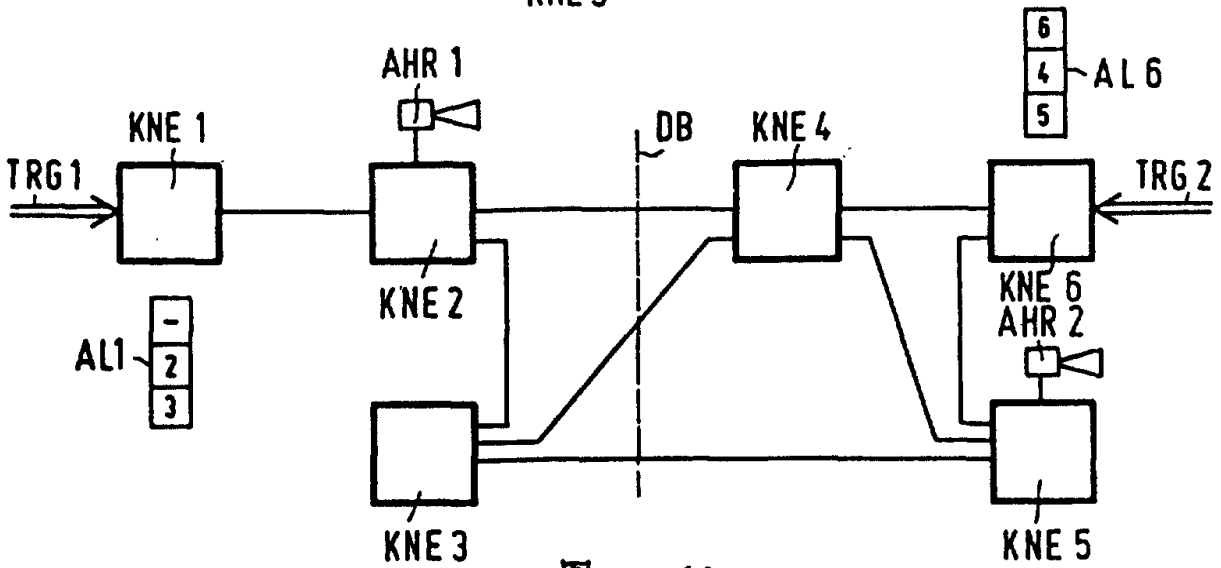 6
AHR 1
4
AL 6
KNE 1
DB
KNE 4
5
TRG 1
TRG 2
KNE 2
KNE 6
AHR 2
-
AL1
2
3
KNE 3
KNE 5